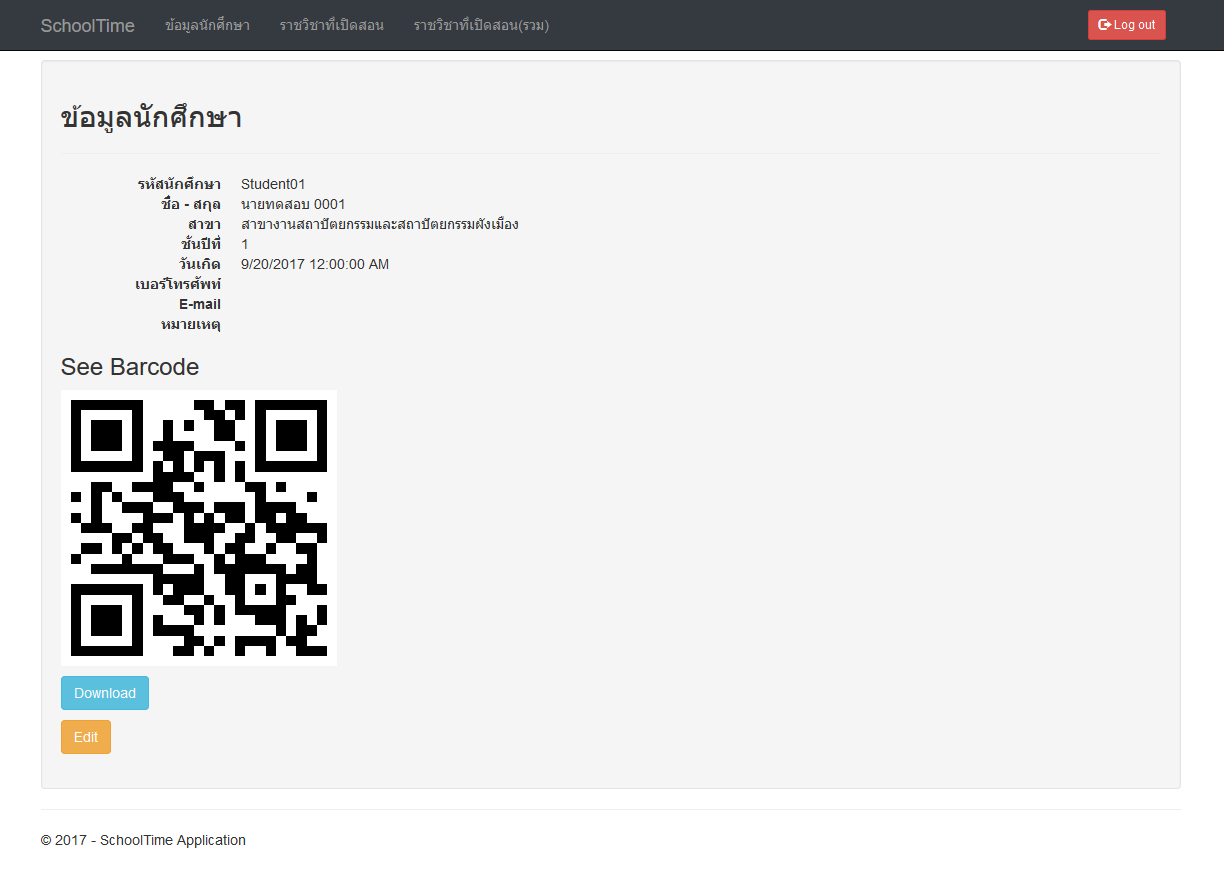 SchoolTime ข้อมูลนักศึกษา ราชวิชาที่เปิดสอน ราชวิชาที่เปิดสอน(รวม) Log out
ข้อมูลนักศึกษา
รหัสนักศึกษา Student01
ชื่อ - สกุล นายทดสอบ 0001
สาขา สาขางานสถาปัตยกรรมและสถาปัตยกรรมผังเมือง
ชั้นปีที่ 1
วันเกิด 9/20/2017 12:00:00 AM
เบอร์โทรศัพท์
E-mail
หมายเหตุ
See Barcode
Download
Edit
© 2017 - SchoolTime Application